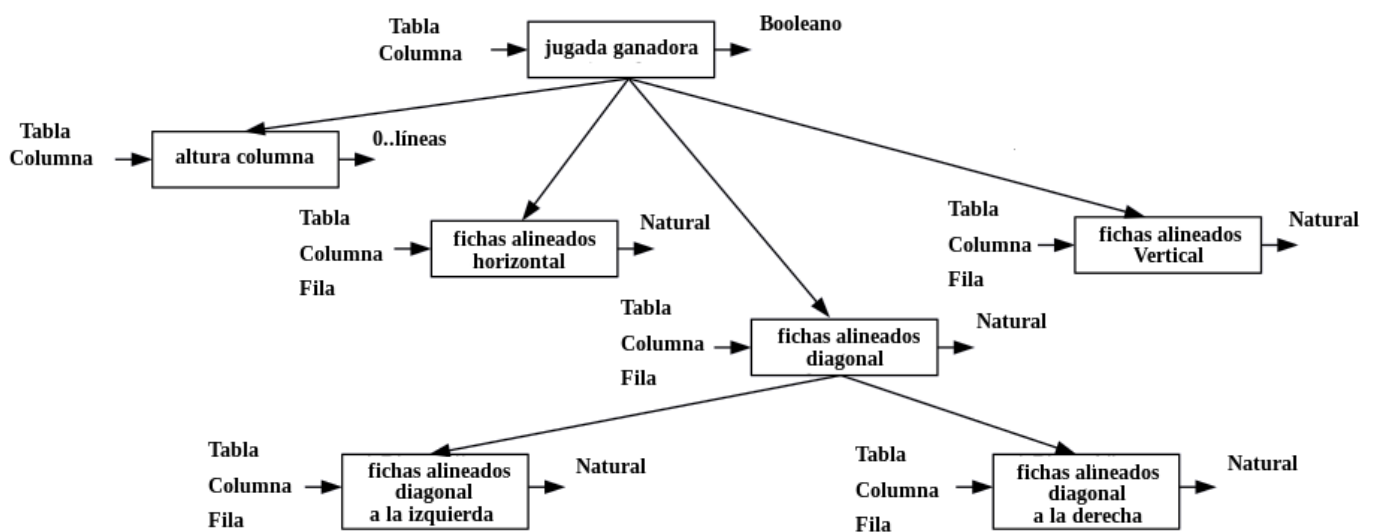 Tabla
Columna
jugada ganadora
Booleano
Tabla
Columna
altura columna
0..líneas
Tabla
Columna
Fila
fichas alineados
horizontal
Natural
Tabla
Columna
Fila
fichas alineados
Vertical
Natural
Tabla
Columna
Fila
fichas alineados
diagonal
Natural
Tabla
Columna
Fila
fichas alineados
diagonal
a la izquierda
Natural
Tabla
Columna
Fila
fichas alineados
diagonal
a la derecha
Natural